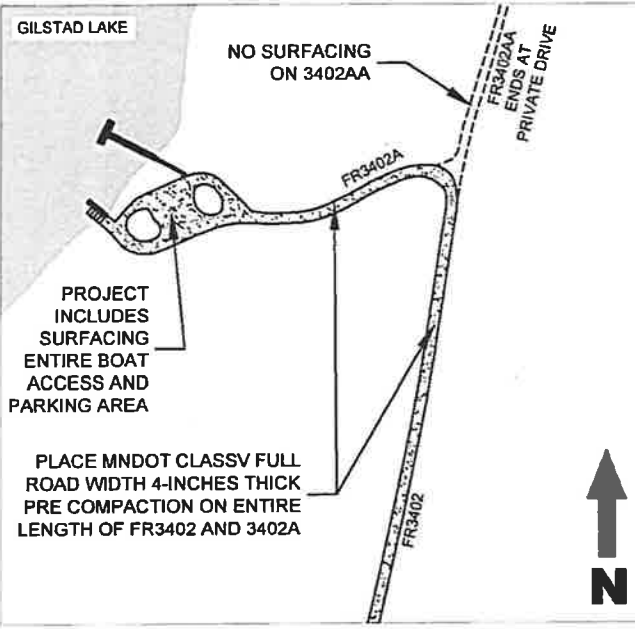 GILSTAD LAKE
NO SURFACING
ON 3402AA
FR3402AA
ENDS AT
PRIVATE DRIVE
FR3402A
PROJECT
INCLUDES
SURFACING
ENTIRE BOAT
ACCESS AND
PARKING AREA
PLACE MNDOT CLASSV FULL
ROAD WIDTH 4-INCHES THICK
PRE COMPACTION ON ENTIRE
LENGTH OF FR3402 AND 3402A
FR3402
N